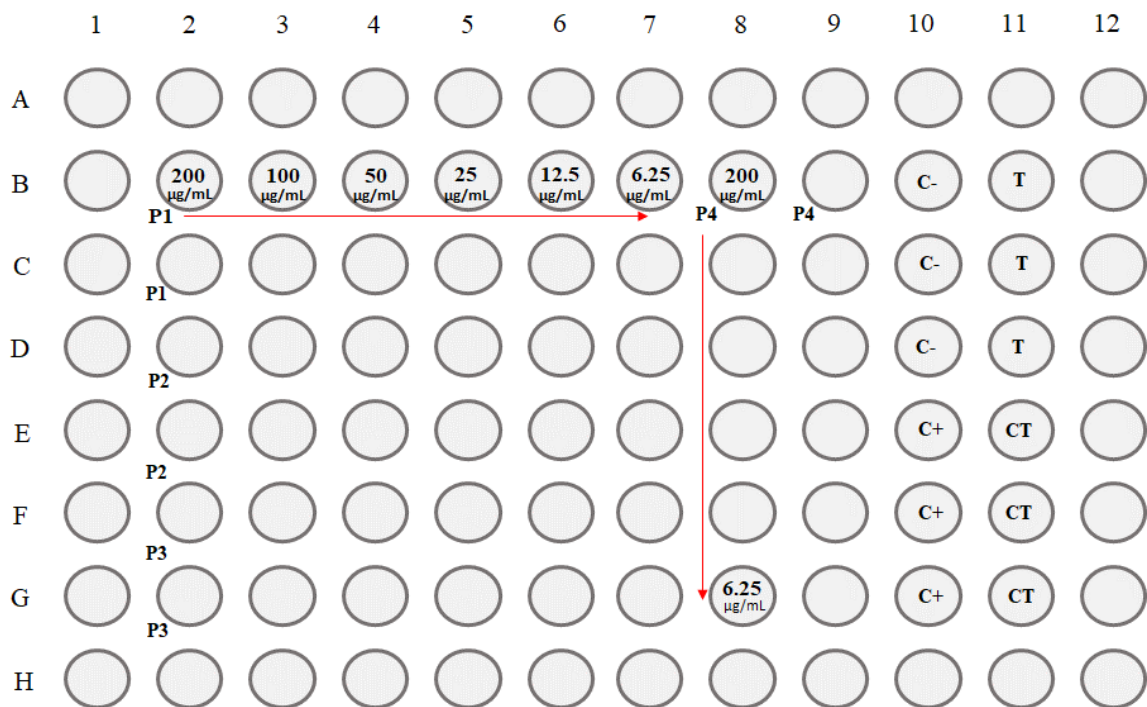 1 2 3 4 5 6 7 8 9 10 11 12
A
B 200 100 50 25 12.5 6.25 200 C- T
µg/mL µg/mL µg/mL µg/mL µg/mL µg/mL µg/mL
P1 P4 P4
C C- T
P1
D C- T
P2
E C+ CT
P2
F C+ CT
P3
G 6.25 C+ CT
µg/mL
P3
H